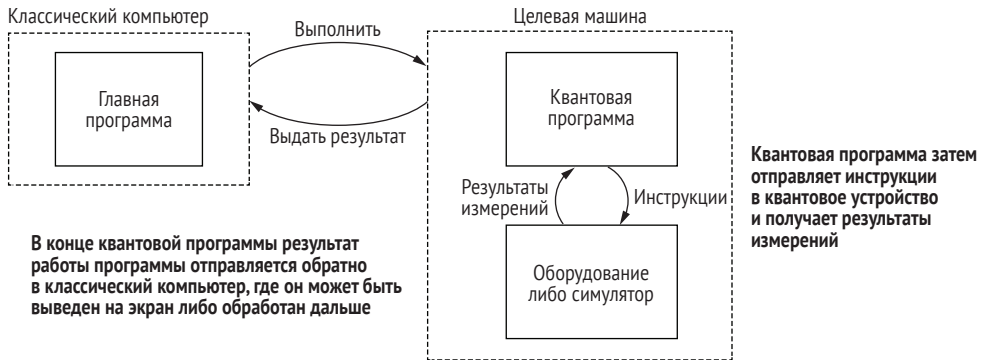 Классический компьютер
Целевая машина
Выполнить
Главная
программа
Выдать результат
Квантовая
программа
Результаты
измерений
Инструкции
Оборудование
либо симулятор
Квантовая программа затем
отправляет инструкции
в квантовое устройство
и получает результаты
измерений
В конце квантовой программы результат
работы программы отправляется обратно
в классический компьютер, где он может быть
выведен на экран либо обработан дальше